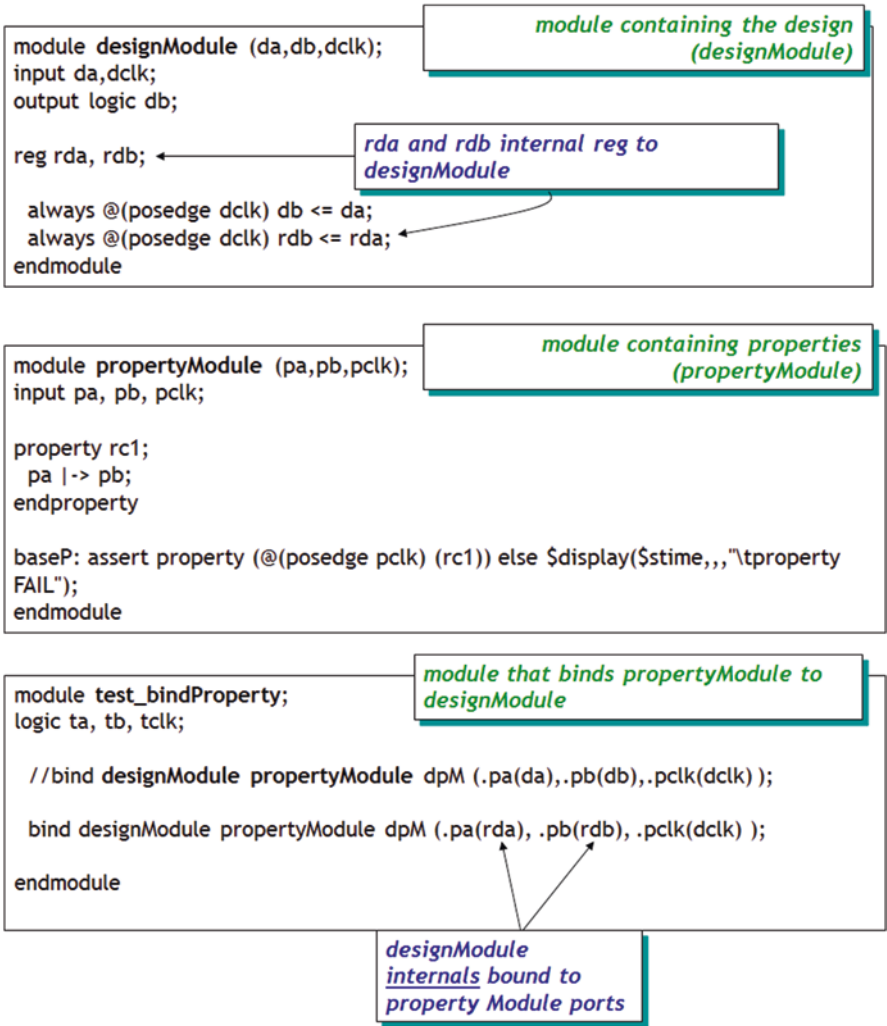 module containing the design
(designModule)
module designModule (da,db,dclk);
input da,dclk;
output logic db;
reg rda, rdb;
rda and rdb internal reg to
designModule
always @(posedge dclk) db <= da;
always @(posedge dclk) rdb <= rda;
endmodule
module containing properties
(propertyModule)
module propertyModule (pa,pb,pclk);
input pa, pb, pclk;
property rc1;
pa |-> pb;
endproperty
baseP: assert property (@(posedge pclk) (rc1)) else $display($stime,,,"\tproperty
FAIL");
endmodule
module that binds propertyModule to
designModule
module test_bindProperty;
logic ta, tb, tclk;
//bind designModule propertyModule dpM (.pa(da),.pb(db),.pclk(dclk) );
bind designModule propertyModule dpM (.pa(rda), .pb(rdb), .pclk(dclk) );
endmodule
designModule
internals bound to
property Module ports